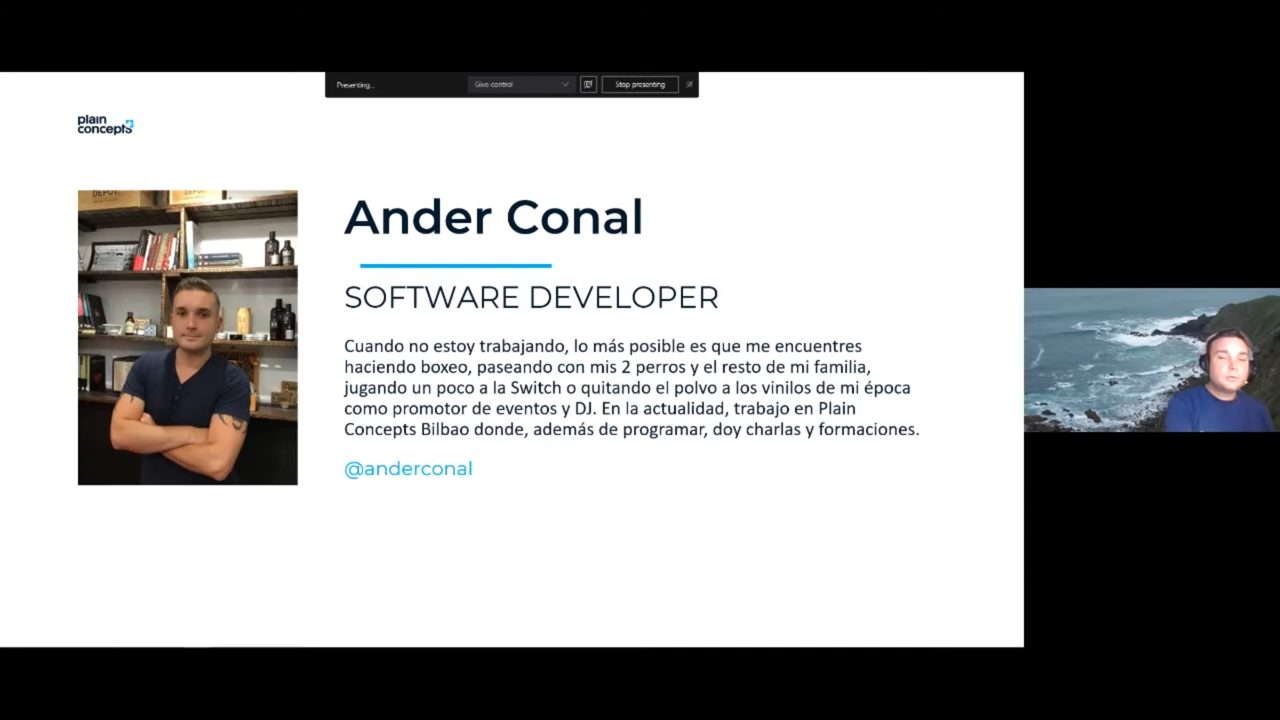 Presenting...
Give control
Stop presenting
plain
concepts
DEPOT
Ander Conal
SOFTWARE DEVELOPER
Cuando no estoy trabajando, lo más posible es que me encuentres
haciendo boxeo, paseando con mis 2 perros y el resto de mi familia,
jugando un poco a la Switch o quitando el polvo a los vinilos de mi época
como promotor de eventos y DJ. En la actualidad, trabajo en Plain
Concepts Bilbao donde, además de programar, doy charlas y formaciones.
@anderconal